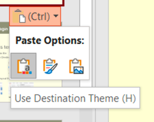 (Ctrl)
Paste Options:
Use Destination Theme (H)